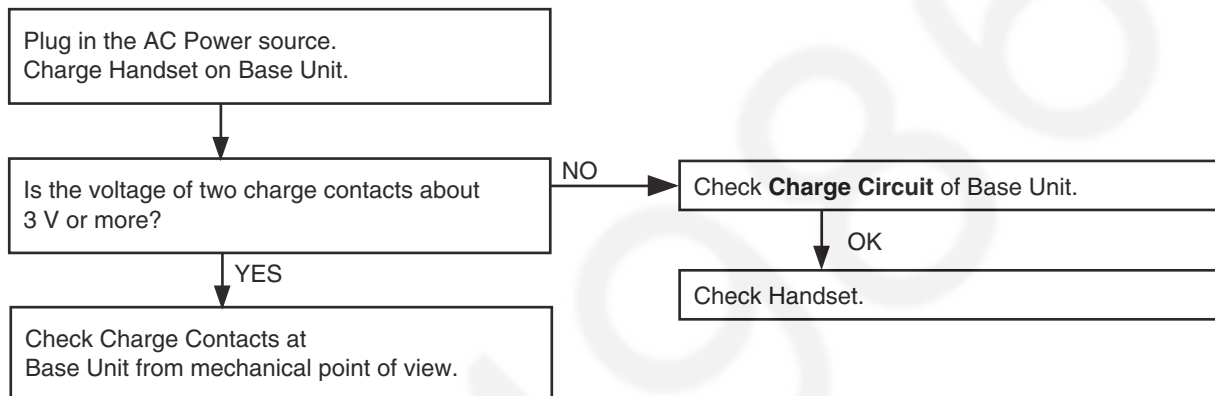 Plug in the AC Power source.
Charge Handset on Base Unit.
Is the voltage of two charge contacts about
3 V or more?
NO
Check Charge Circuit of Base Unit.
OK
Check Handset.
YES
Check Charge Contacts at
Base Unit from mechanical point of view.